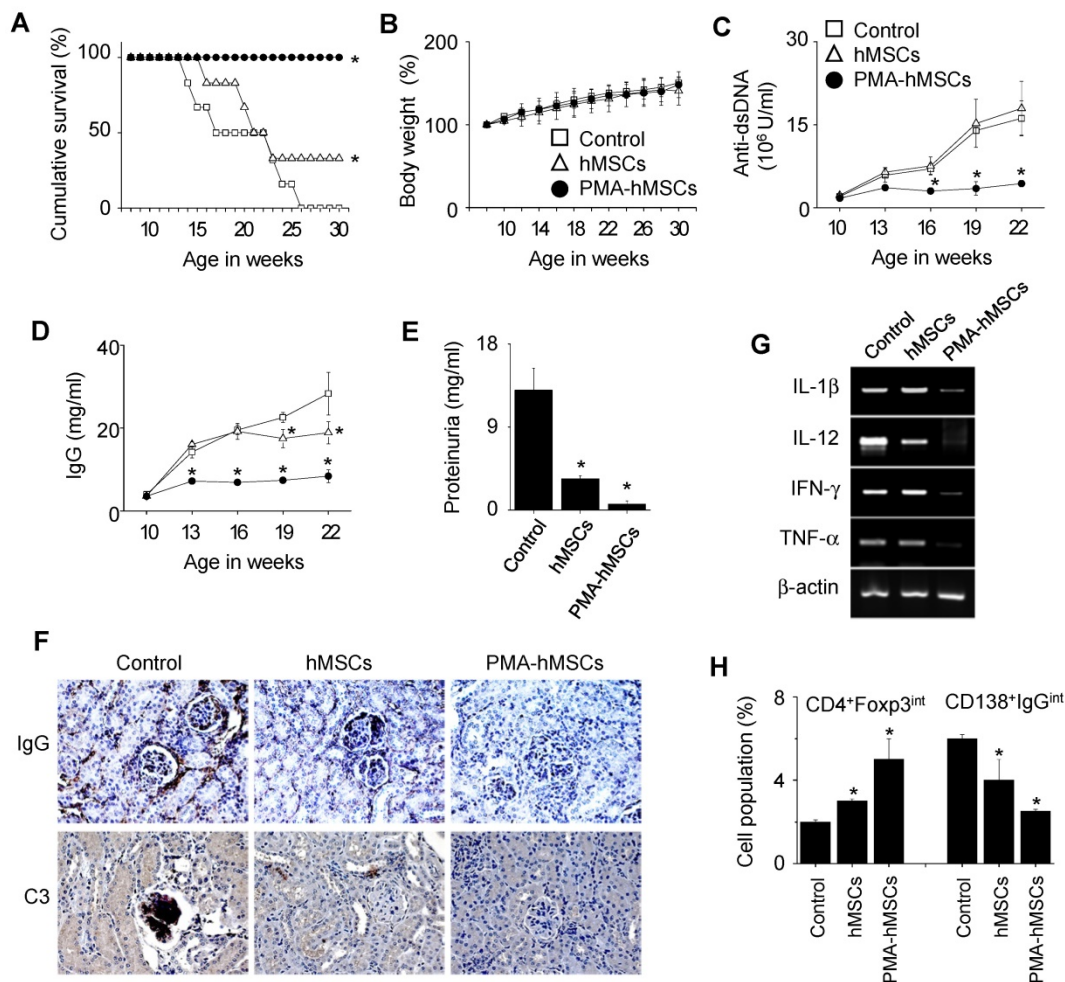 A
Cumulative survival (%)
100
50
0
10 15 20 25 30
Age in weeks
*
*
B
Body weight (%)
200
100
0
10 14 18 22 26 30
Age in weeks
Control
hMSCs
PMA-hMSCs
C
Control
hMSCs
PMA-hMSCs
Anti-dsDNA
(10⁶ U/ml)
30
15
0
* * *
10 13 16 19 22
Age in weeks
D
IgG (mg/ml)
40
20
0
* *
* * * *
10 13 16 19 22
Age in weeks
E
Proteinuria (mg/ml)
18
9
0
* *
Control
hMSCs
PMA-hMSCs
G
Control
hMSCs
PMA-hMSCs
IL-1β
IL-12
IFN-γ
TNF-α
β-actin
F
Control hMSCs PMA-hMSCs
IgG
C3
H
Cell population (%)
8
4
0
CD4⁺Foxp3ⁱⁿᵗ CD138⁺IgGⁱⁿᵗ
* * * *
Control
hMSCs
PMA-hMSCs
Control
hMSCs
PMA-hMSCs